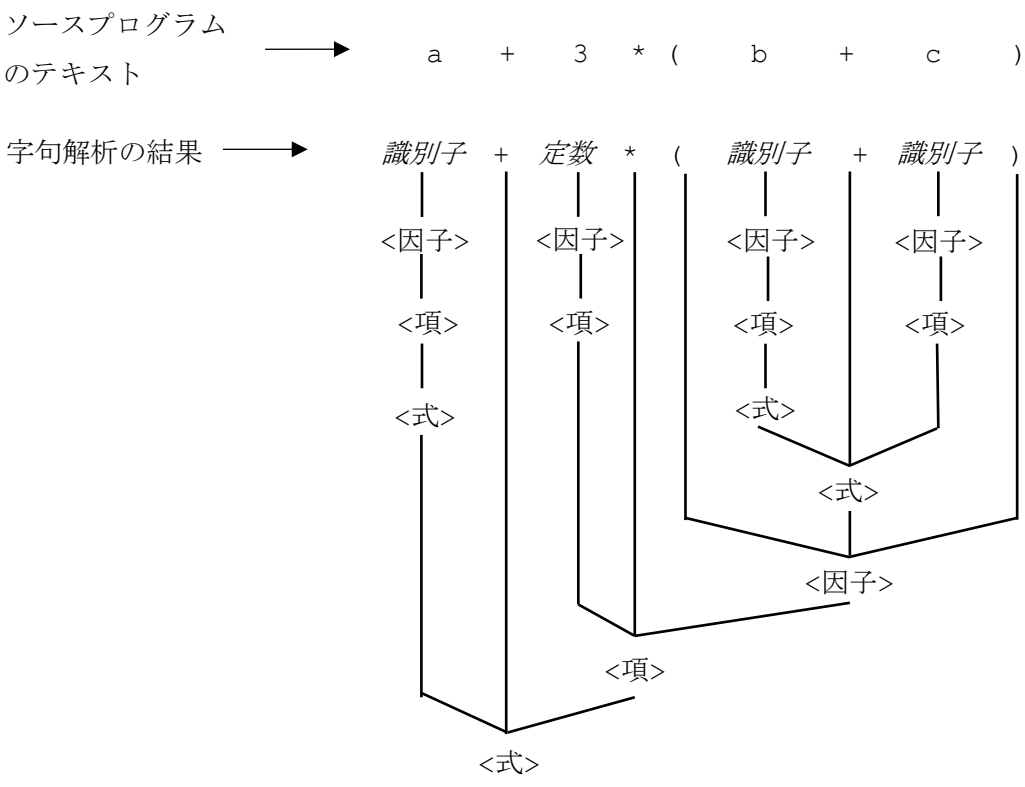 ソースプログラム
のテキスト
a + 3 * ( b + c )
字句解析の結果
識別子 + 定数 * ( 識別子 + 識別子 )
<因子> <因子> <因子> <因子>
<項> <項> <項> <項>
<式> <式>
<式>
<因子>
<項>
<式>